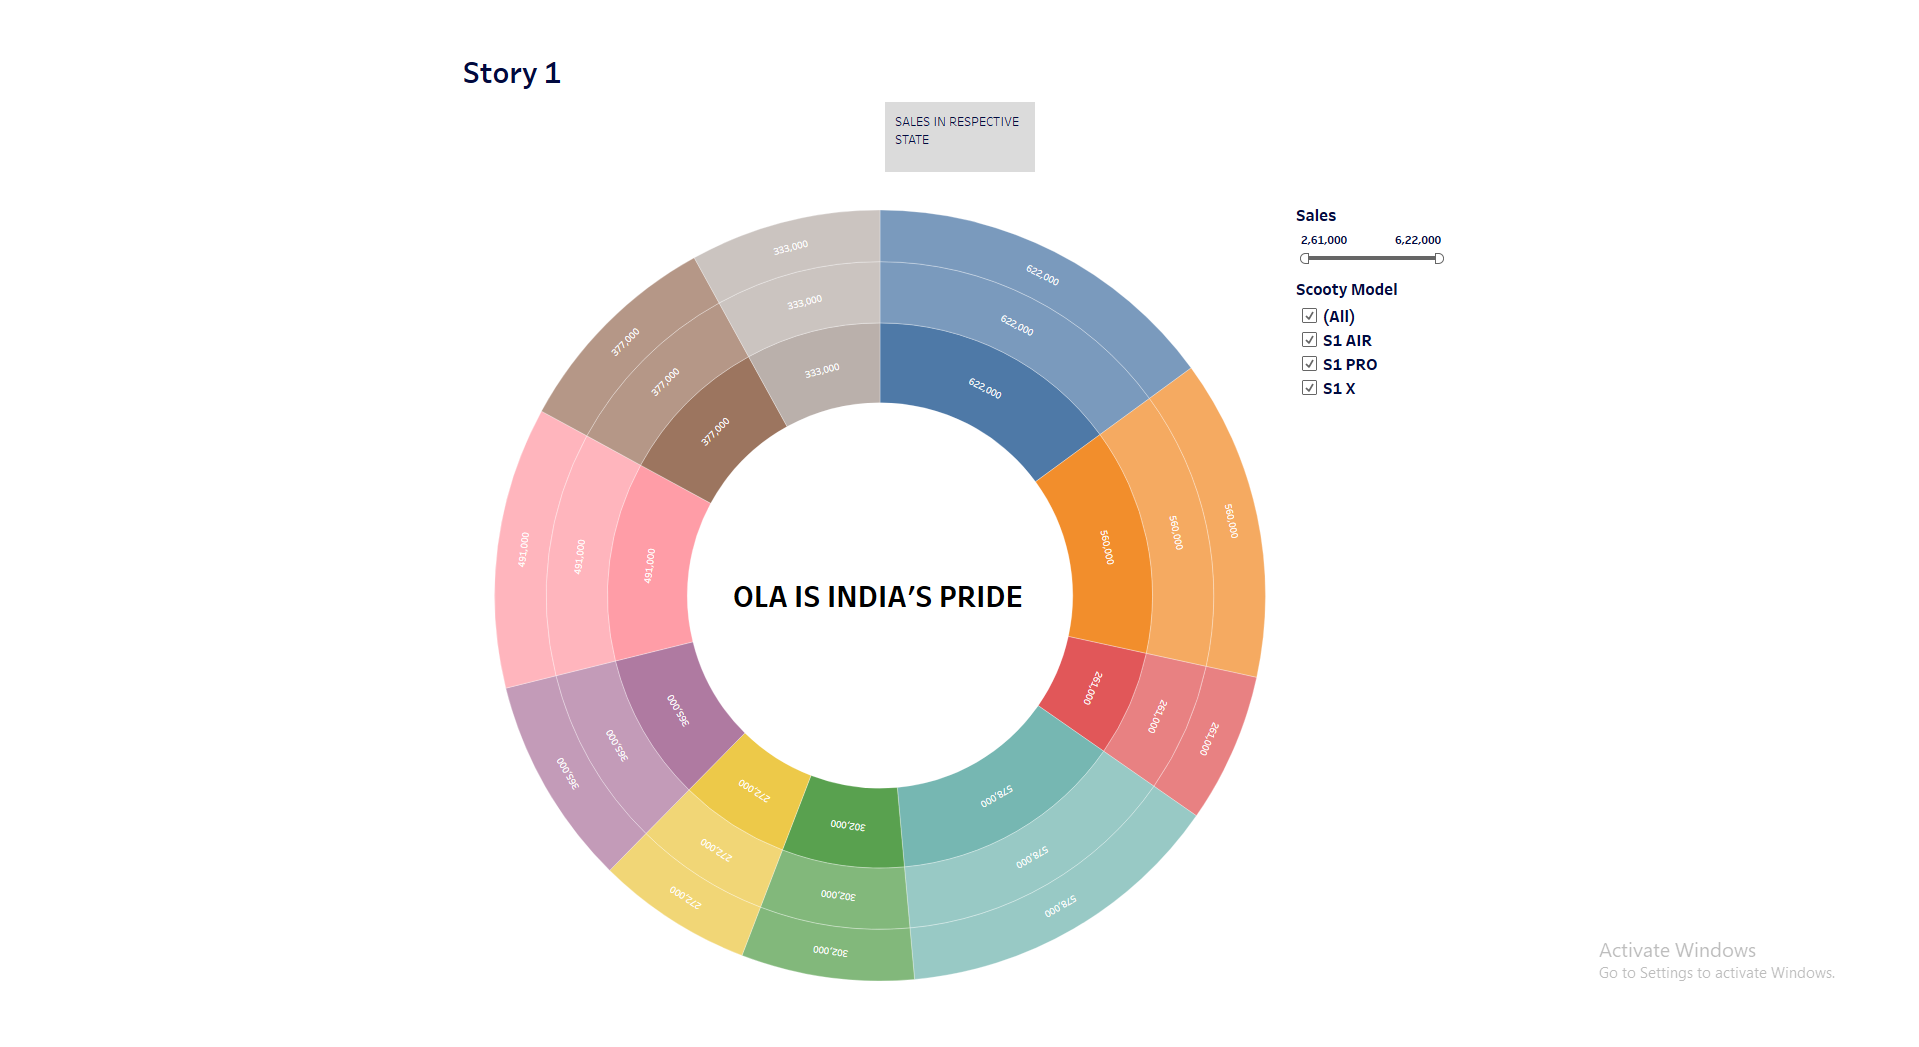 Story 1
SALES IN RESPECTIVE
STATE
Sales
2,61,000 6,22,000
Scooty Model
(All)
S1 AIR
S1 PRO
S1 X
622,000
622,000
622,000
560,000
560,000
560,000
261,000
261,000
261,000
578,000
578,000
578,000
302,000
302,000
302,000
272,000
272,000
272,000
365,000
365,000
365,000
491,000
491,000
491,000
377,000
377,000
377,000
333,000
333,000
333,000
OLA IS INDIA’S PRIDE
Activate Windows
Go to Settings to activate Windows.